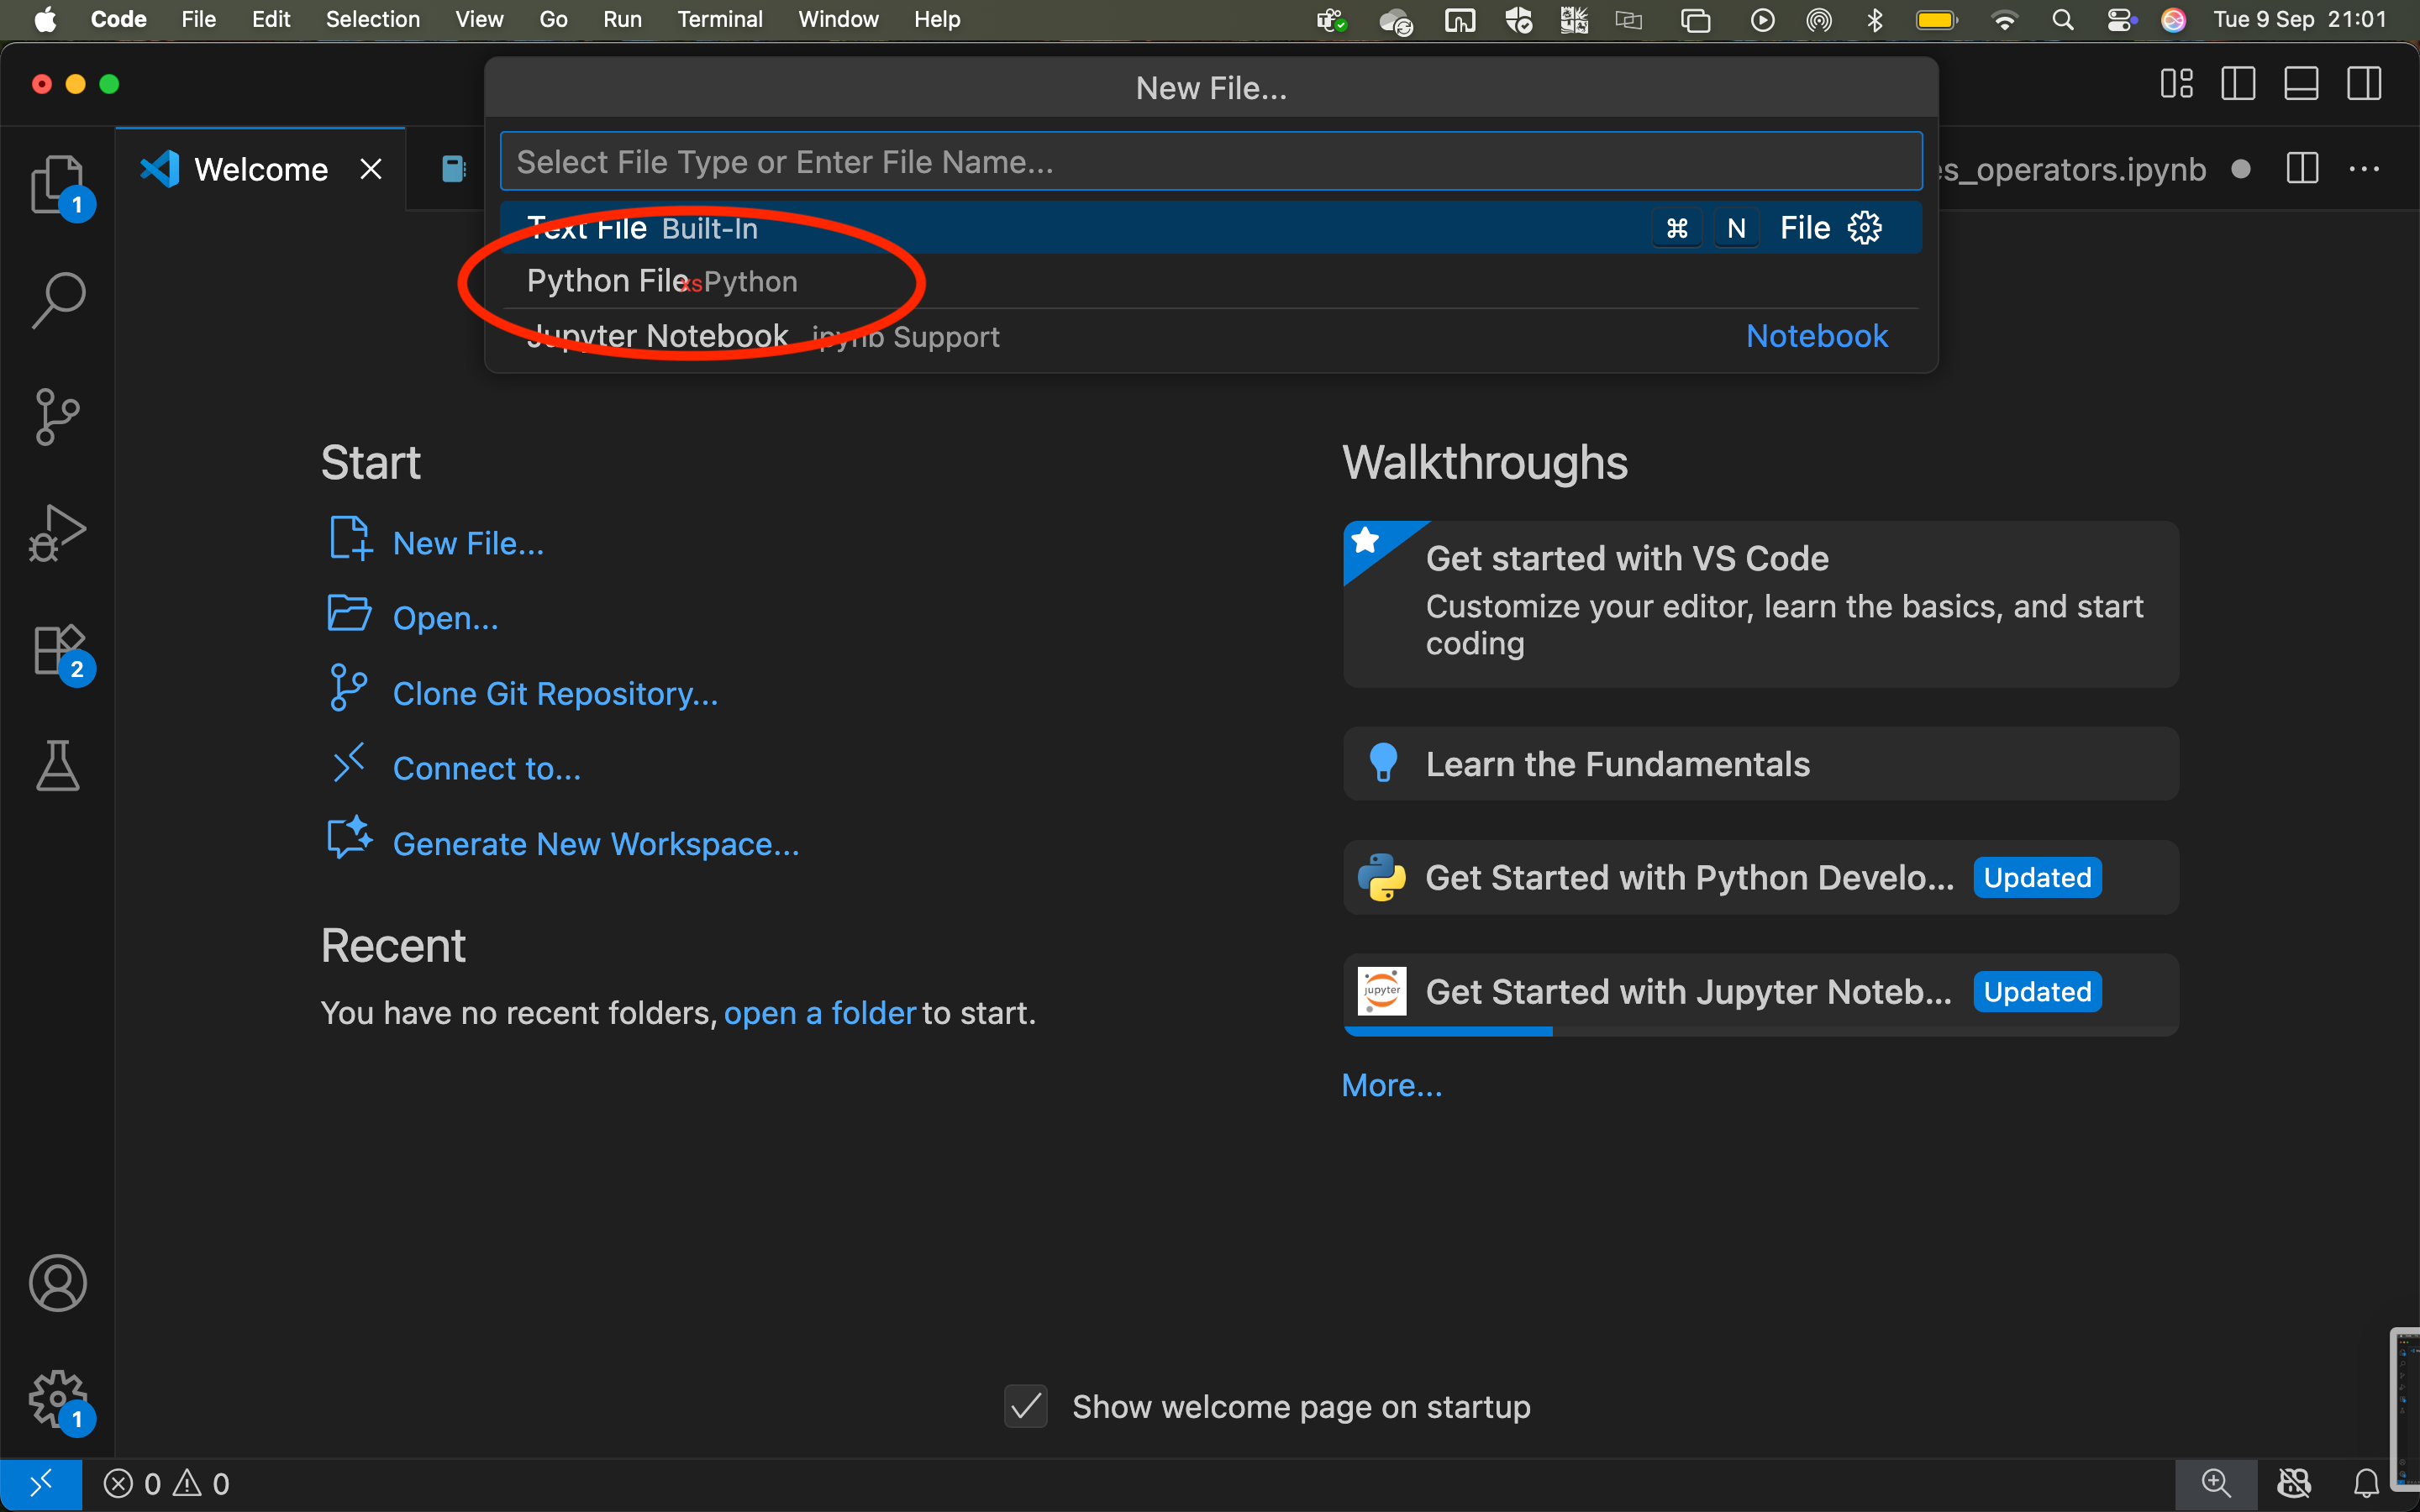 Code File Edit Selection View Go Run Terminal Window Help Tue 9 Sep 21:01
New File...
Welcome
es_operators.ipynb
Select File Type or Enter File Name...
Text File Built-In ⌘ N File
Python File xs Python
Jupyter Notebook ipynb Support Notebook
Start
New File...
Open...
Clone Git Repository...
Connect to...
Generate New Workspace...
Recent
You have no recent folders, open a folder to start.
Walkthroughs
Get started with VS Code
Customize your editor, learn the basics, and start
coding
Learn the Fundamentals
Get Started with Python Develo... Updated
jupyter
Get Started with Jupyter Noteb... Updated
More...
1
2
1
Show welcome page on startup
0 0